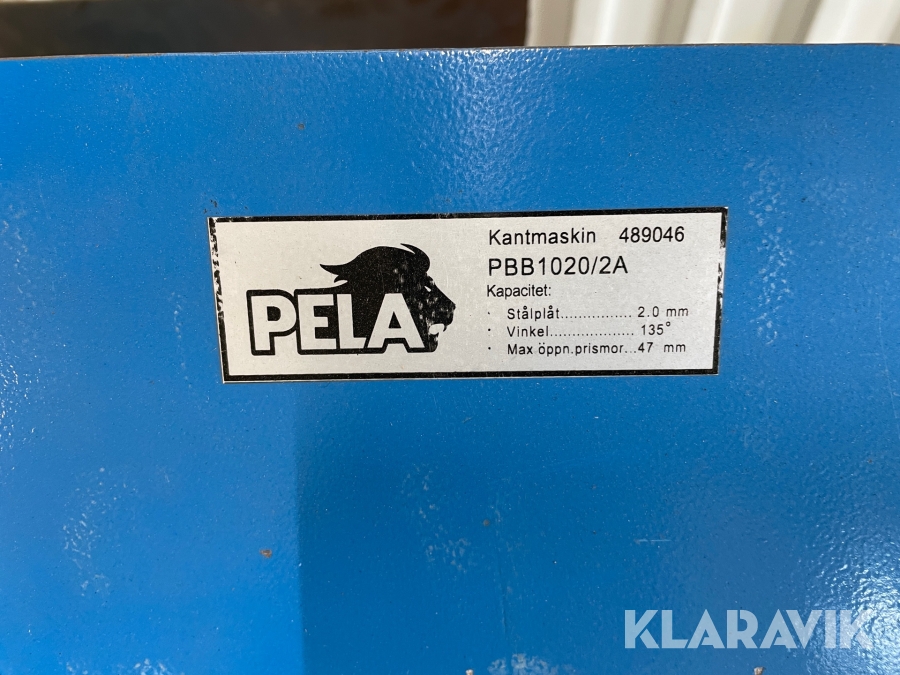 PELA
Kantmaskin 489046
PBB1020/2A
Kapacitet:
· Stålplåt................ 2.0 mm
· Vinkel................... 135°
· Max öppn.prismor...47 mm
KLARAVIK